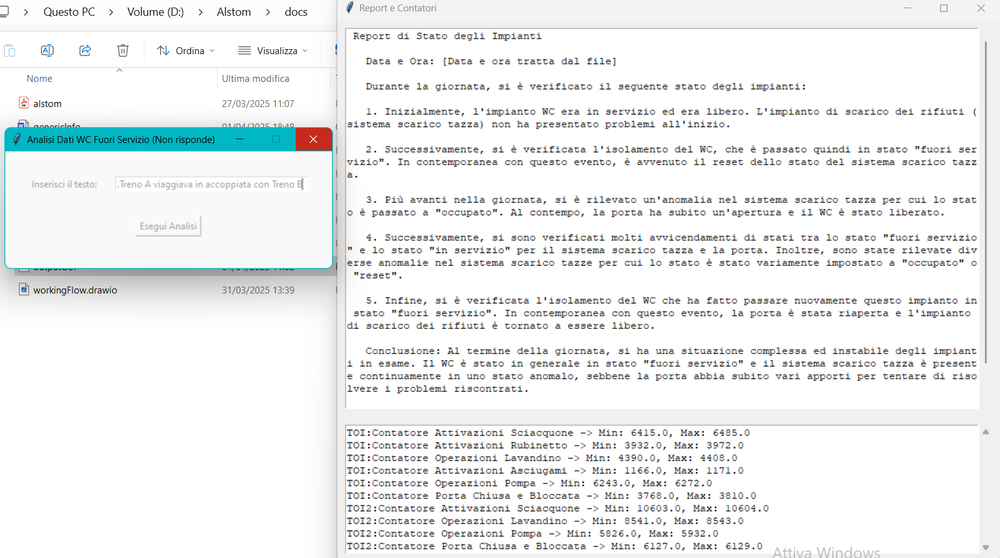 Questo PC > Volume (D:) > Alstom > docs
Ordina
Visualizza
Nome
Ultima modifica
alstom
27/03/2025 11:07
genericInfo
01/04/2025 18:48
Analisi Dati WC Fuori Servizio (Non risponde)
Inserisci il testo:
.Treno A viaggiava in accoppiata con Treno B
Esegui Analisi
workingFlow.drawio
31/03/2025 13:39
Report e Contatori
Report di Stato degli Impianti
Data e Ora: [Data e ora tratta dal file]
Durante la giornata, si è verificato il seguente stato degli impianti:
1. Inizialmente, l'impianto WC era in servizio ed era libero. L'impianto di scarico dei rifiuti (
sistema scarico tazza) non ha presentato problemi all'inizio.
2. Successivamente, si è verificata l'isolamento del WC, che è passato quindi in stato "fuori ser
vizio". In contemporanea con questo evento, è avvenuto il reset dello stato del sistema scarico tazz
a.
3. Più avanti nella giornata, si è rilevato un'anomalia nel sistema scarico tazza per cui lo stat
o è passato a "occupato". Al contempo, la porta ha subito un'apertura e il WC è stato liberato.
4. Successivamente, si sono verificati molti avvicendamenti di stati tra lo stato "fuori servizio
" e lo stato "in servizio" per il sistema scarico tazza e la porta. Inoltre, sono state rilevate div
erse anomalie nel sistema scarico tazze per cui lo stato è stato variamente impostato a "occupato" o
"reset".
5. Infine, si è verificata l'isolamento del WC che ha fatto passare nuovamente questo impianto in
stato "fuori servizio". In contemporanea con questo evento, la porta è stata riaperta e l'impianto
di scarico dei rifiuti è tornato a essere libero.
Conclusione: Al termine della giornata, si ha una situazione complessa ed instabile degli impiant
i in esame. Il WC è stato in generale in stato "fuori servizio" e il sistema scarico tazza è present
e continuamente in uno stato anomalo, sebbene la porta abbia subito vari apporti per tentare di riso
lvere i problemi riscontrati.
TOI:Contatore Attivazioni Sciacquone -> Min: 6415.0, Max: 6485.0
TOI:Contatore Attivazioni Rubinetto -> Min: 3932.0, Max: 3972.0
TOI:Contatore Operazioni Lavandino -> Min: 4390.0, Max: 4408.0
TOI:Contatore Attivazioni Asciugami -> Min: 1166.0, Max: 1171.0
TOI:Contatore Operazioni Pompa -> Min: 6243.0, Max: 6272.0
TOI:Contatore Porta Chiusa e Bloccata -> Min: 3768.0, Max: 3810.0
TOI2:Contatore Attivazioni Sciacquone -> Min: 10603.0, Max: 10604.0
TOI2:Contatore Operazioni Lavandino -> Min: 8541.0, Max: 8543.0
TOI2:Contatore Operazioni Pompa -> Min: 5826.0, Max: 5932.0
TOI2:Contatore Porta Chiusa e Bloccata -> Min: 6127.0, Max: 6129.0
Attiva Windows